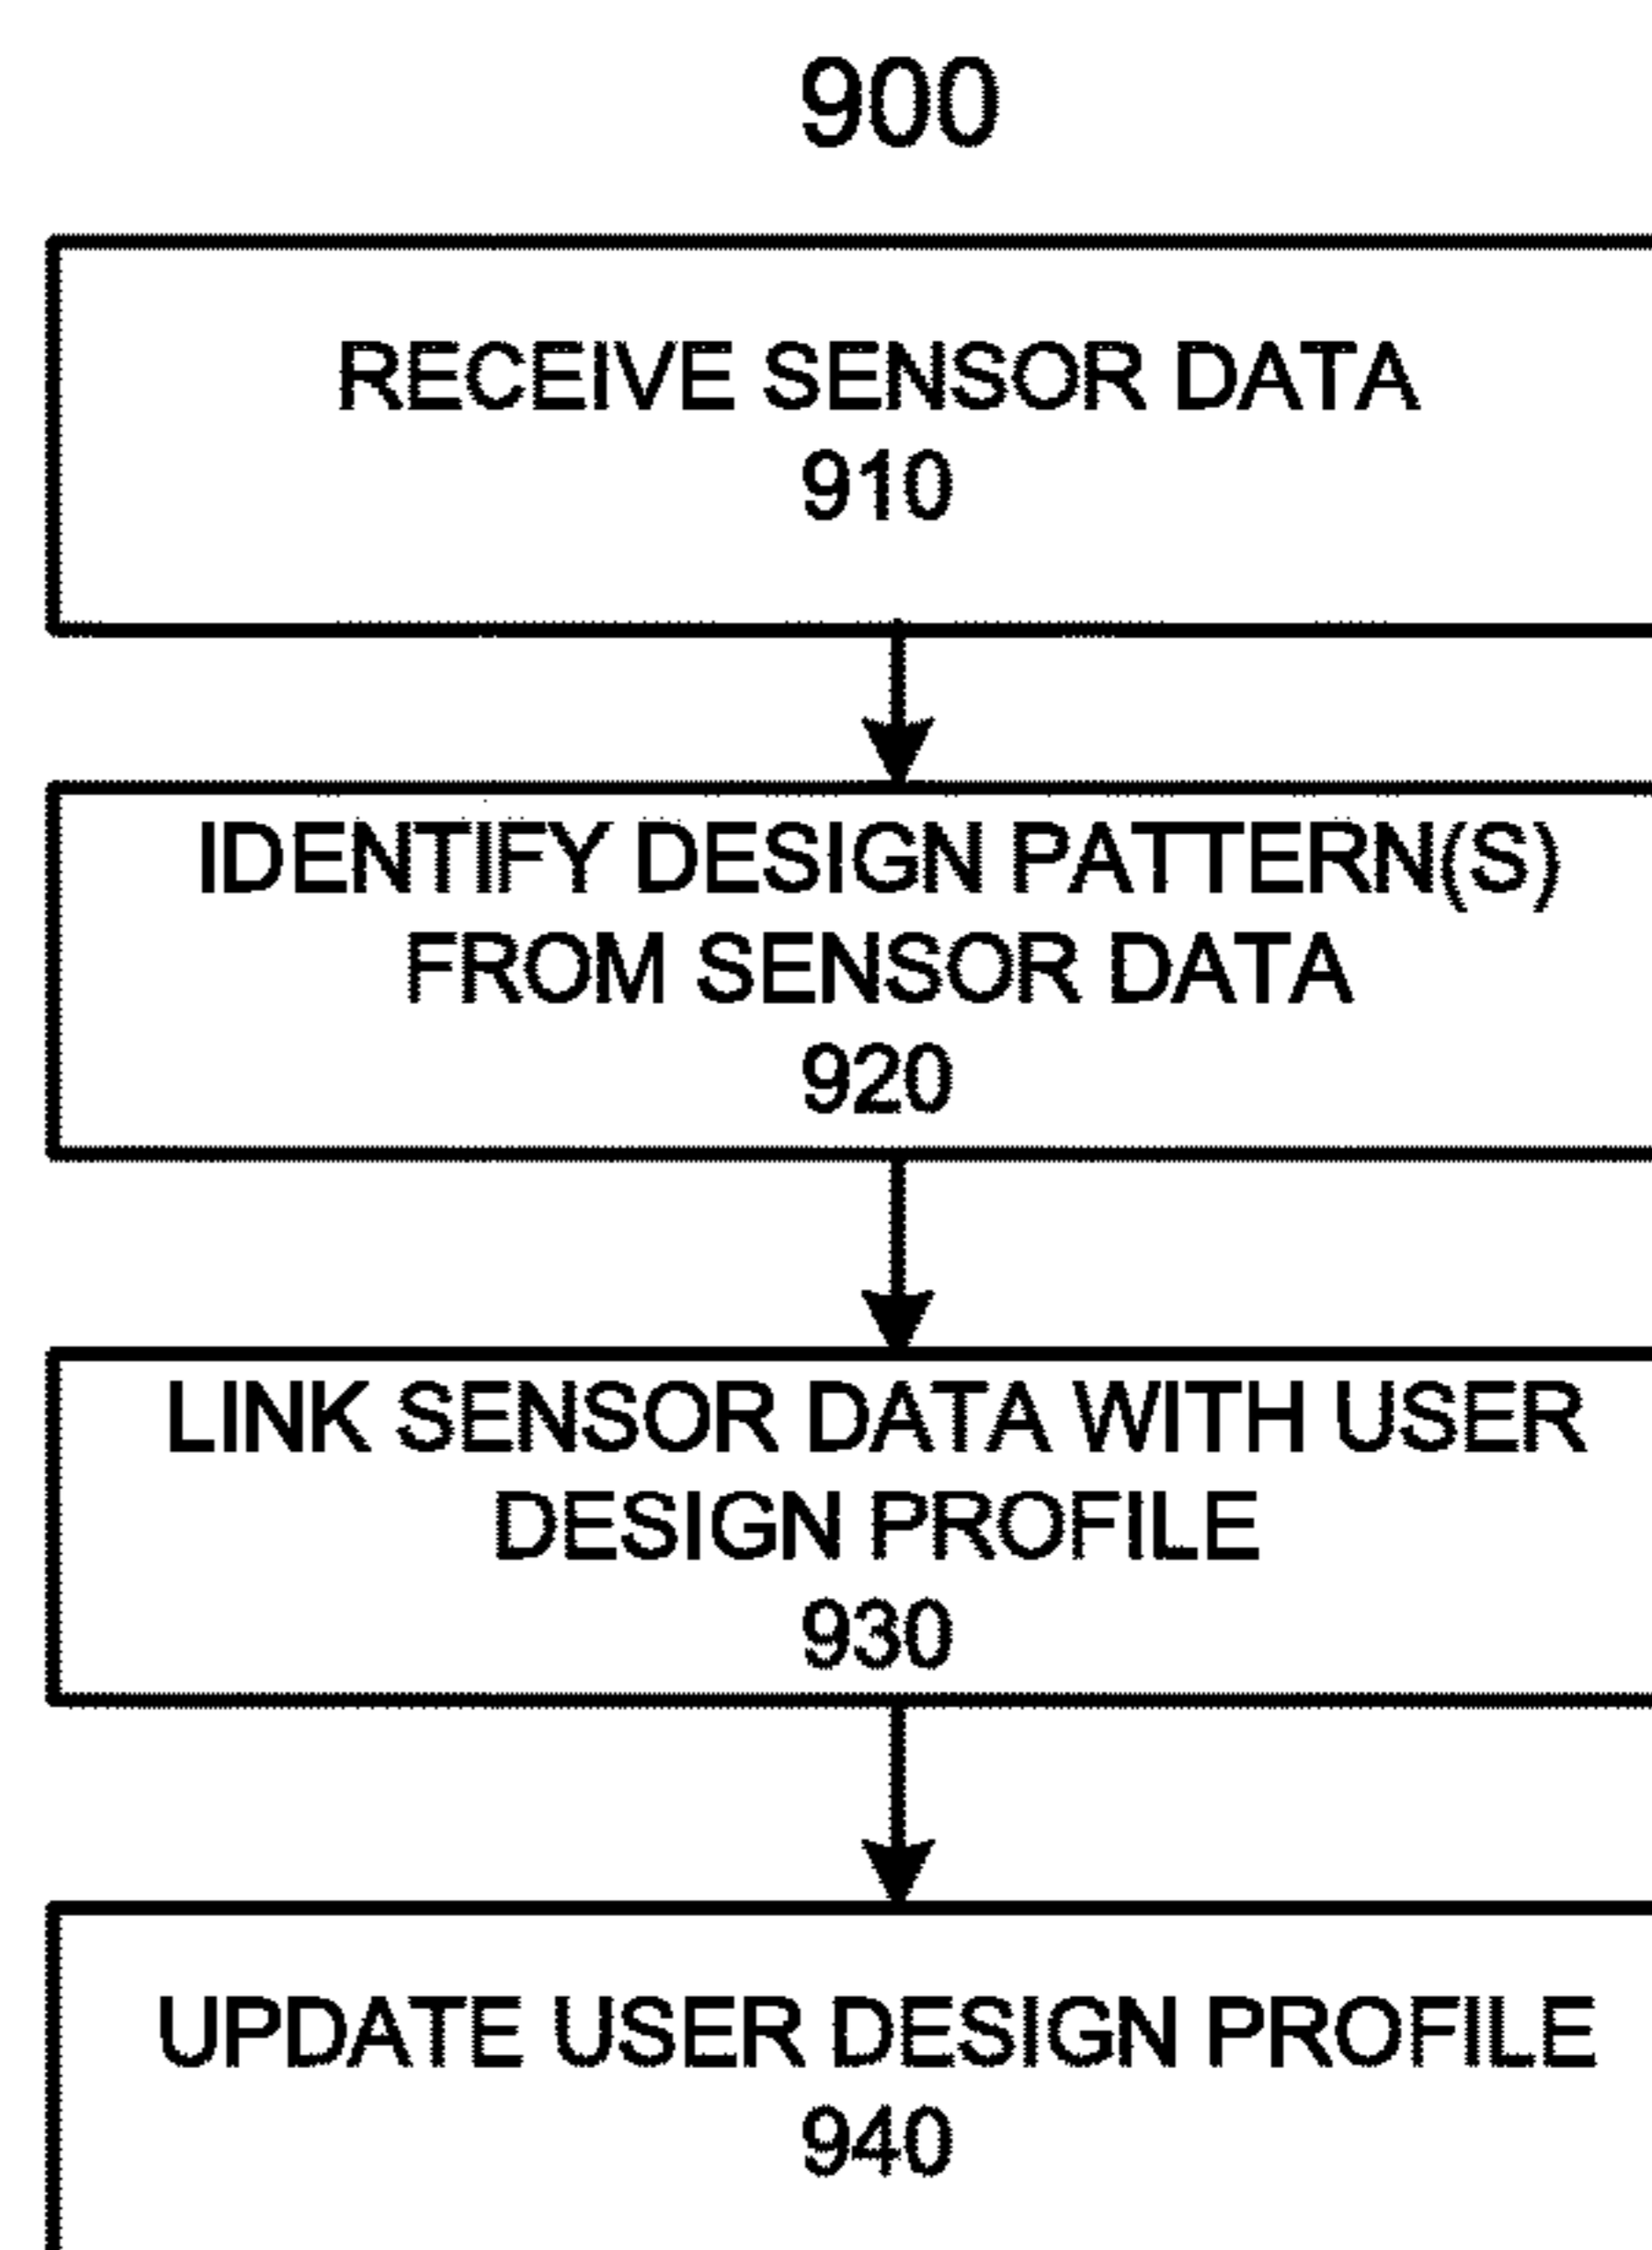 900
RECEIVE SENSOR DATA
910
IDENTIFY DESIGN PATTERN(S)
FROM SENSOR DATA
920
LINK SENSOR DATA WITH USER
DESIGN PROFILE
930
UPDATE USER DESIGN PROFILE
940